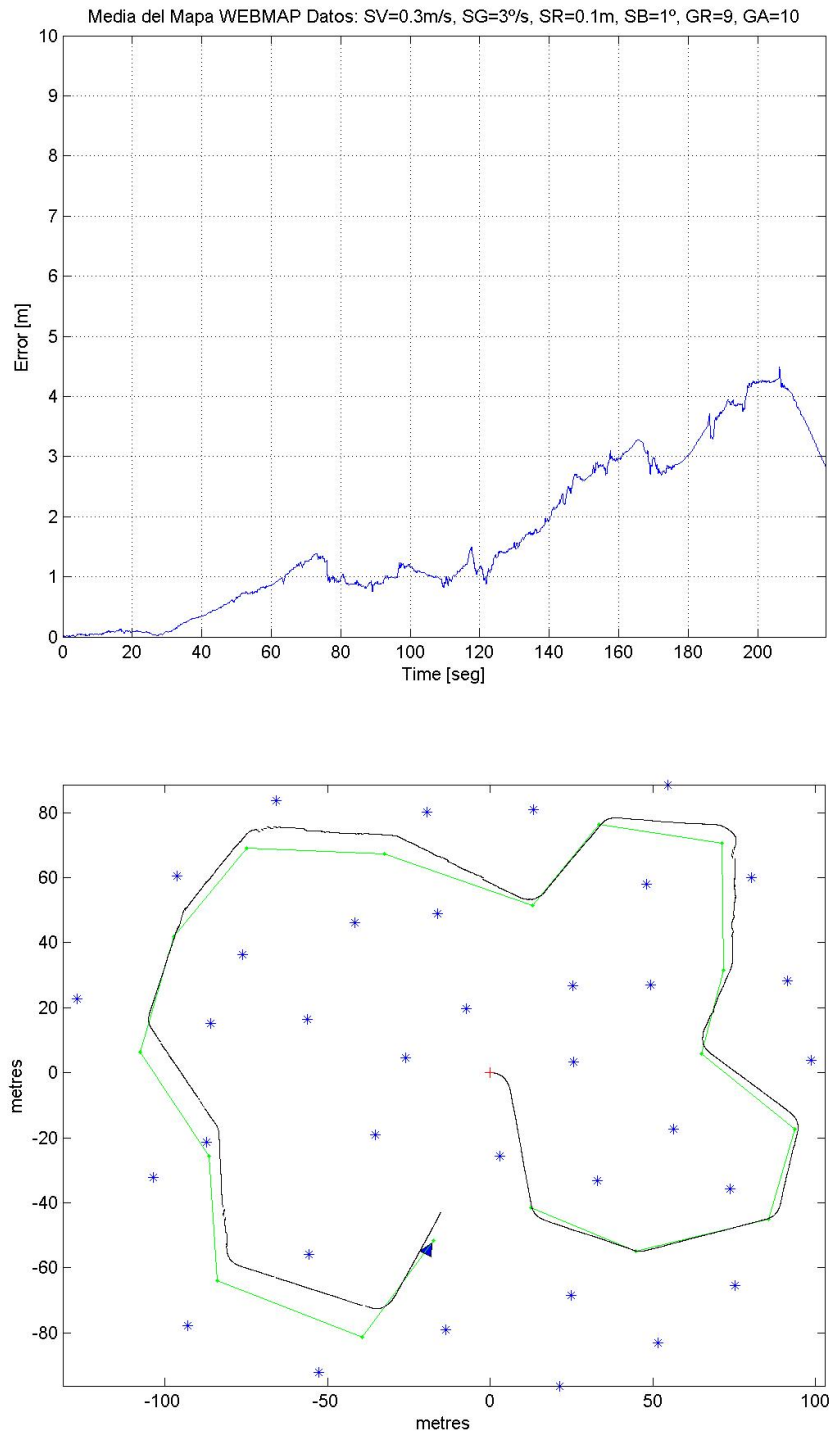 Media del Mapa WEBMAP Datos: SV=0.3m/s, SG=3º/s, SR=0.1m, SB=1º, GR=9, GA=10
10
9
8
7
6
5
4
3
2
1
0
Error [m]
0 20 40 60 80 100 120 140 160 180 200 220
Time [seg]
80
60
40
20
0
-20
-40
-60
-80
metres
-100 -50 0 50 100
metres